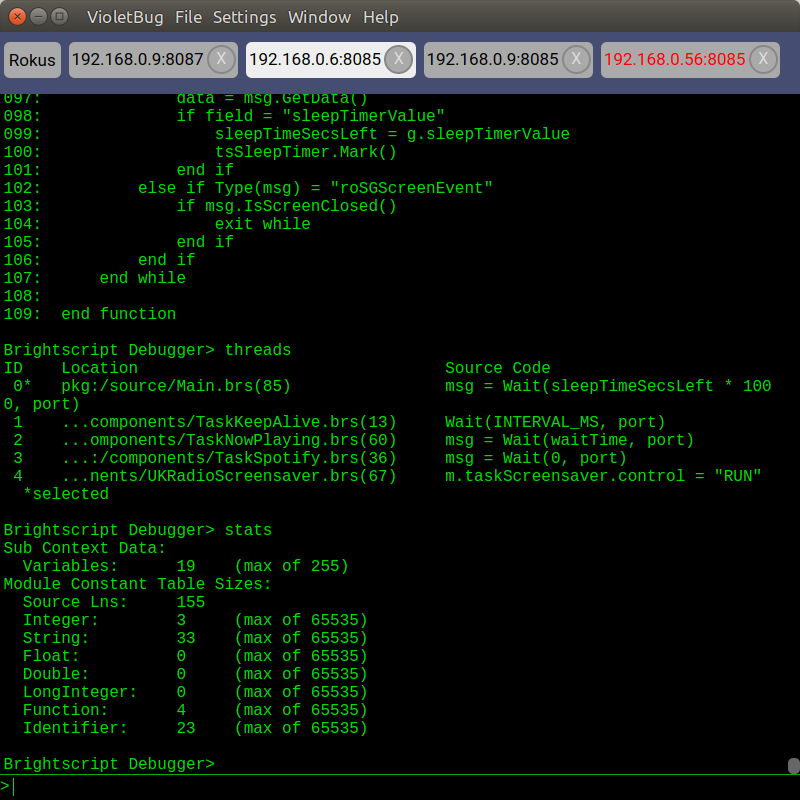 VioletBug File Settings Window Help
Rokus 192.168.0.9:8087 X 192.168.0.6:8085 X 192.168.0.9:8085 X 192.168.0.56:8085 X
097:              data = msg.GetData()
098:              if field = "sleepTimerValue"
099:                  sleepTimeSecsLeft = g.sleepTimerValue
100:                  tsSleepTimer.Mark()
101:              end if
102:          else if Type(msg) = "roSGScreenEvent"
103:              if msg.IsScreenClosed()
104:                  exit while
105:              end if
106:          end if
107:      end while
108:
109:  end function

Brightscript Debugger> threads
ID    Location                                Source Code
 0*   pkg:/source/Main.brs(85)                msg = Wait(sleepTimeSecsLeft * 100
0, port)
 1    ...components/TaskKeepAlive.brs(13)     Wait(INTERVAL_MS, port)
 2    ...omponents/TaskNowPlaying.brs(60)     msg = Wait(waitTime, port)
 3    ...:/components/TaskSpotify.brs(36)     msg = Wait(0, port)
 4    ...nents/UKRadioScreensaver.brs(67)     m.taskScreensaver.control = "RUN"
  *selected

Brightscript Debugger> stats
Sub Context Data:
  Variables:      19    (max of 255)
Module Constant Table Sizes:
  Source Lns:     155
  Integer:        3     (max of 65535)
  String:         33    (max of 65535)
  Float:          0     (max of 65535)
  Double:         0     (max of 65535)
  LongInteger:    0     (max of 65535)
  Function:       4     (max of 65535)
  Identifier:     23    (max of 65535)

Brightscript Debugger>
>